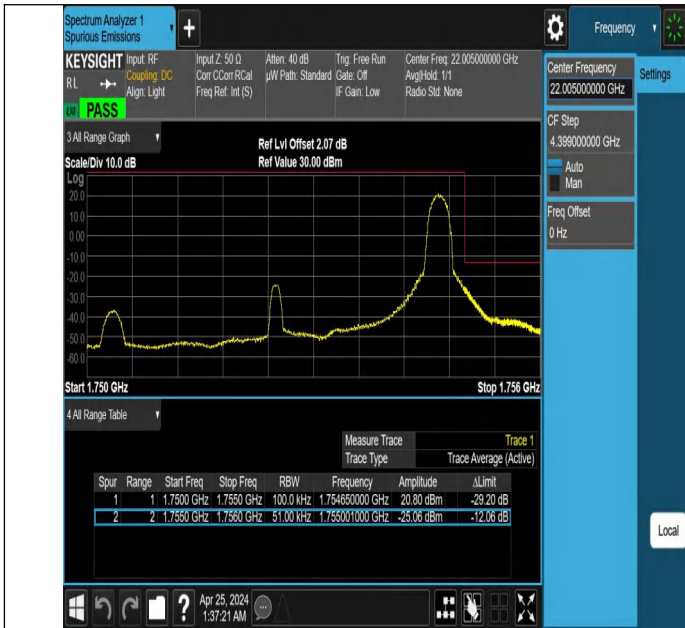 Spectrum Analyzer 1
Spurious Emissions
Frequency
KEYSIGHT
RL
PASS
Input: RF
Coupling: DC
Align: Light
Input Z: 50 Ω
Corr CCorr RCal
Freq Ref: Int (S)
Atten: 40 dB
µW Path: Standard
Trig: Free Run
Gate: Off
IF Gain: Low
Center Freq: 22.005000000 GHz
Avg|Hold: 1/1
Radio Std: None
Center Frequency
22.005000000 GHz
Settings
CF Step
4.399000000 GHz
Auto
Man
Freq Offset
0 Hz
3 All Range Graph
Scale/Div 10.0 dB
Ref Lvl Offset 2.07 dB
Ref Value 30.00 dBm
Log
20.0
10.0
0.00
-10.0
-20.0
-30.0
-40.0
-50.0
-60.0
Start 1.750 GHz
Stop 1.756 GHz
4 All Range Table
Measure Trace Trace 1
Trace Type Trace Average (Active)
Spur Range Start Freq Stop Freq RBW Frequency Amplitude ΔLimit
1 1 1.7500 GHz 1.7550 GHz 100.0 kHz 1.754650000 GHz 20.80 dBm -29.20 dB
2 2 1.7550 GHz 1.7560 GHz 51.00 kHz 1.755001000 GHz -25.06 dBm -12.06 dB
Local
Apr 25, 2024
1:37:21 AM